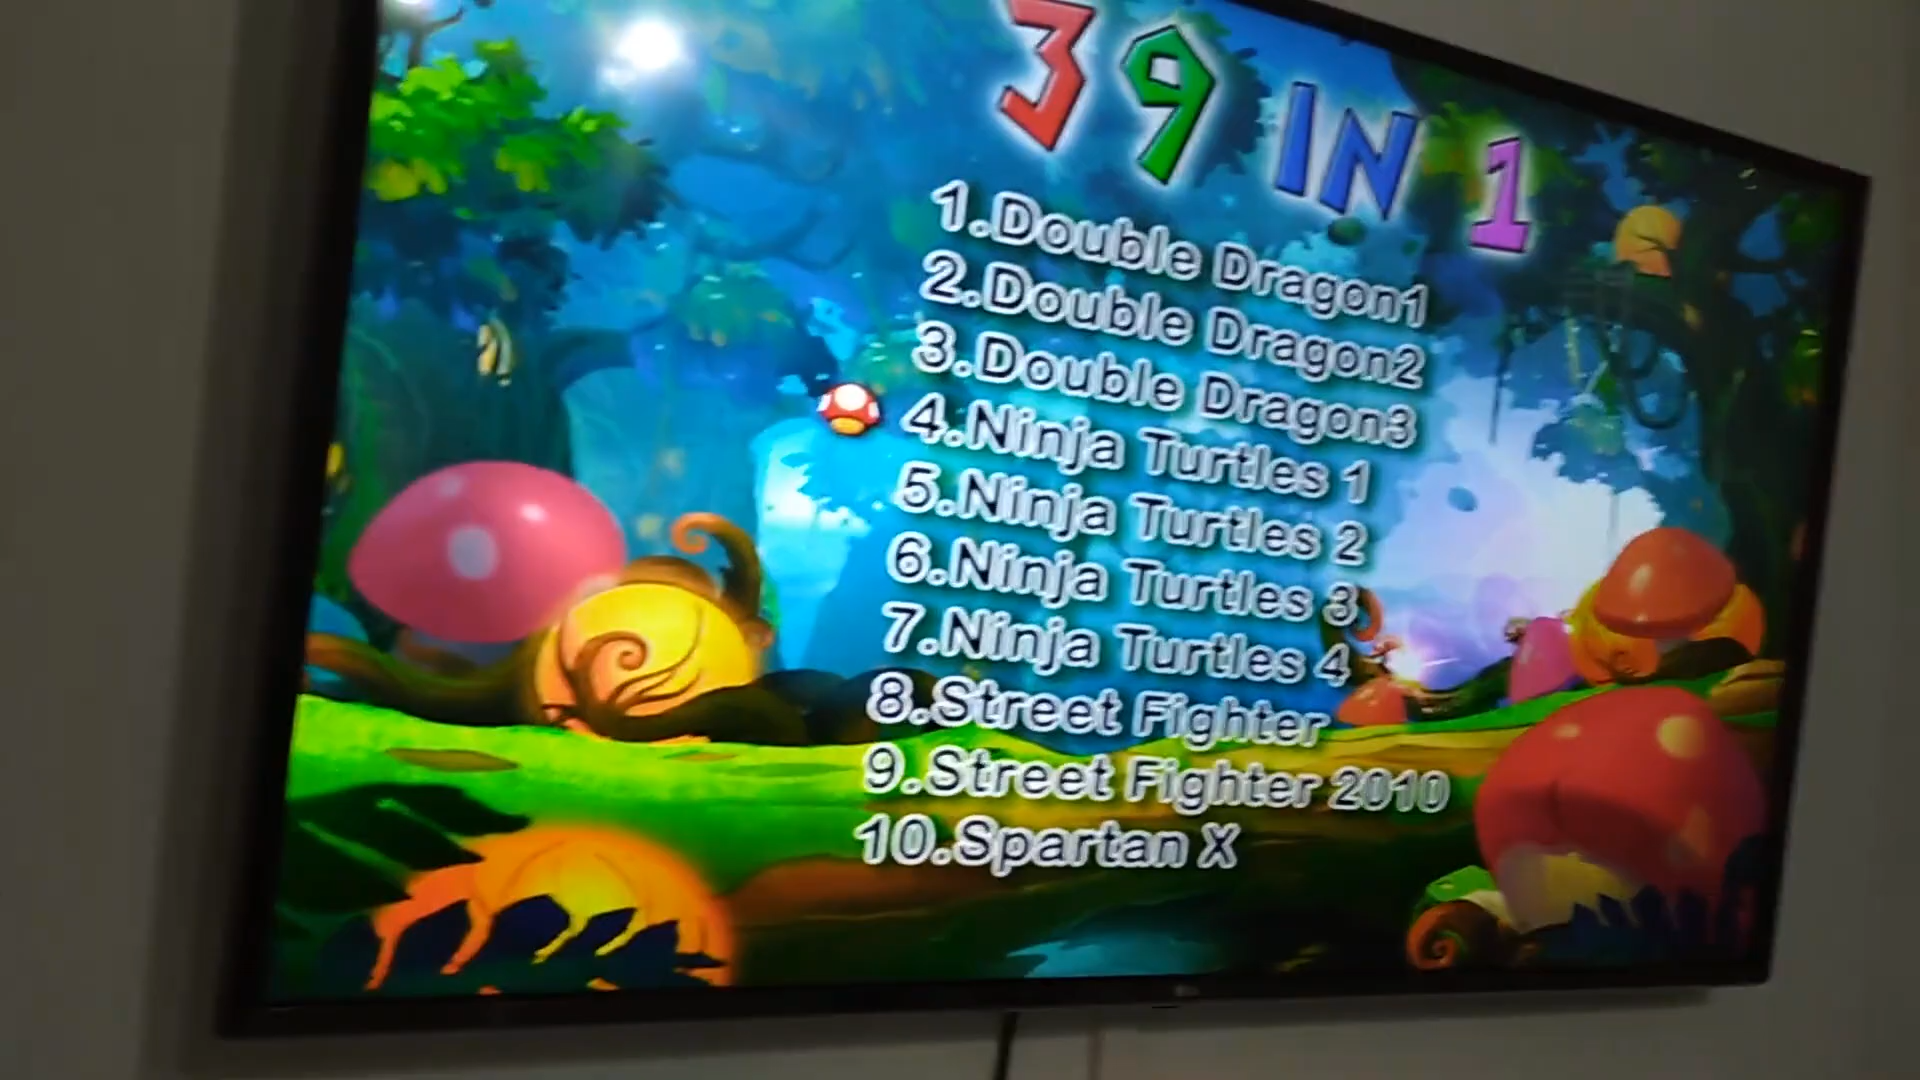 39 IN 1
1.Double Dragon1
2.Double Dragon2
3.Double Dragon3
4.Ninja Turtles 1
5.Ninja Turtles 2
6.Ninja Turtles 3
7.Ninja Turtles 4
8.Street Fighter
9.Street Fighter 2010
10.Spartan X